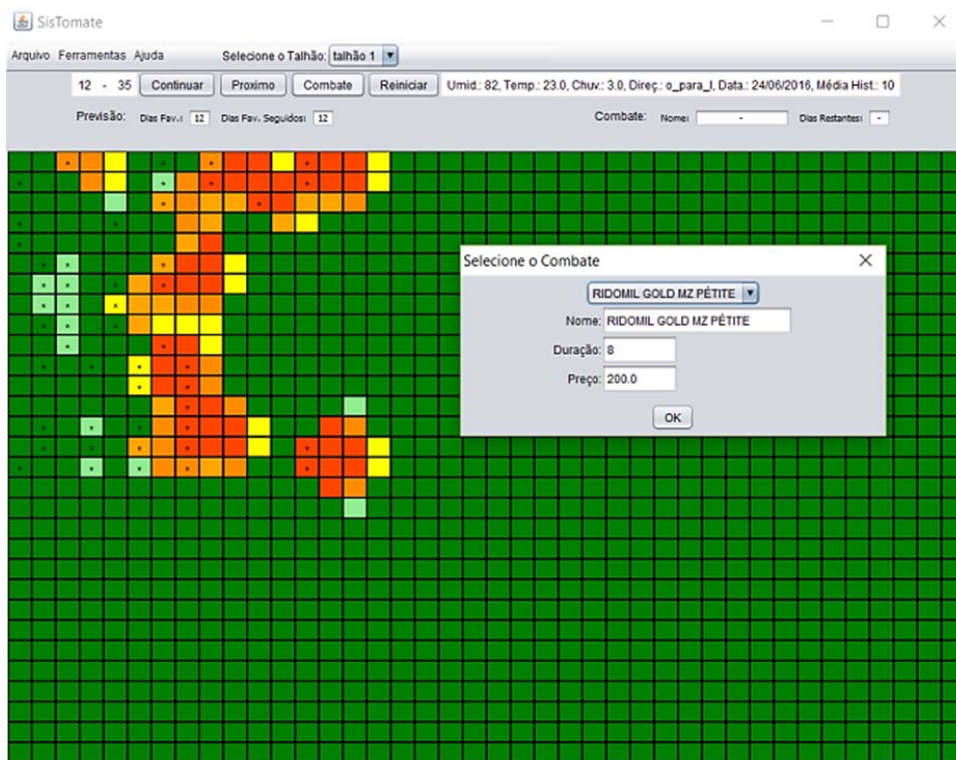 SisTomate
Arquivo Ferramentas Ajuda Selecione o Talhão: talhão 1
12 - 35 Continuar Proximo Combate Reiniciar Umid.: 82, Temp.: 23.0, Chuv.: 3.0, Direç.: o_para_l, Data.: 24/06/2016, Média Hist.: 10
Previsão: Dias Fav.: 12 Dias Fav. Seguidos: 12 Combate: Nome: - Dias Restantes: -
Selecione o Combate
RIDOMIL GOLD MZ PÉTITE
Nome: RIDOMIL GOLD MZ PÉTITE
Duração: 8
Preço: 200.0
OK